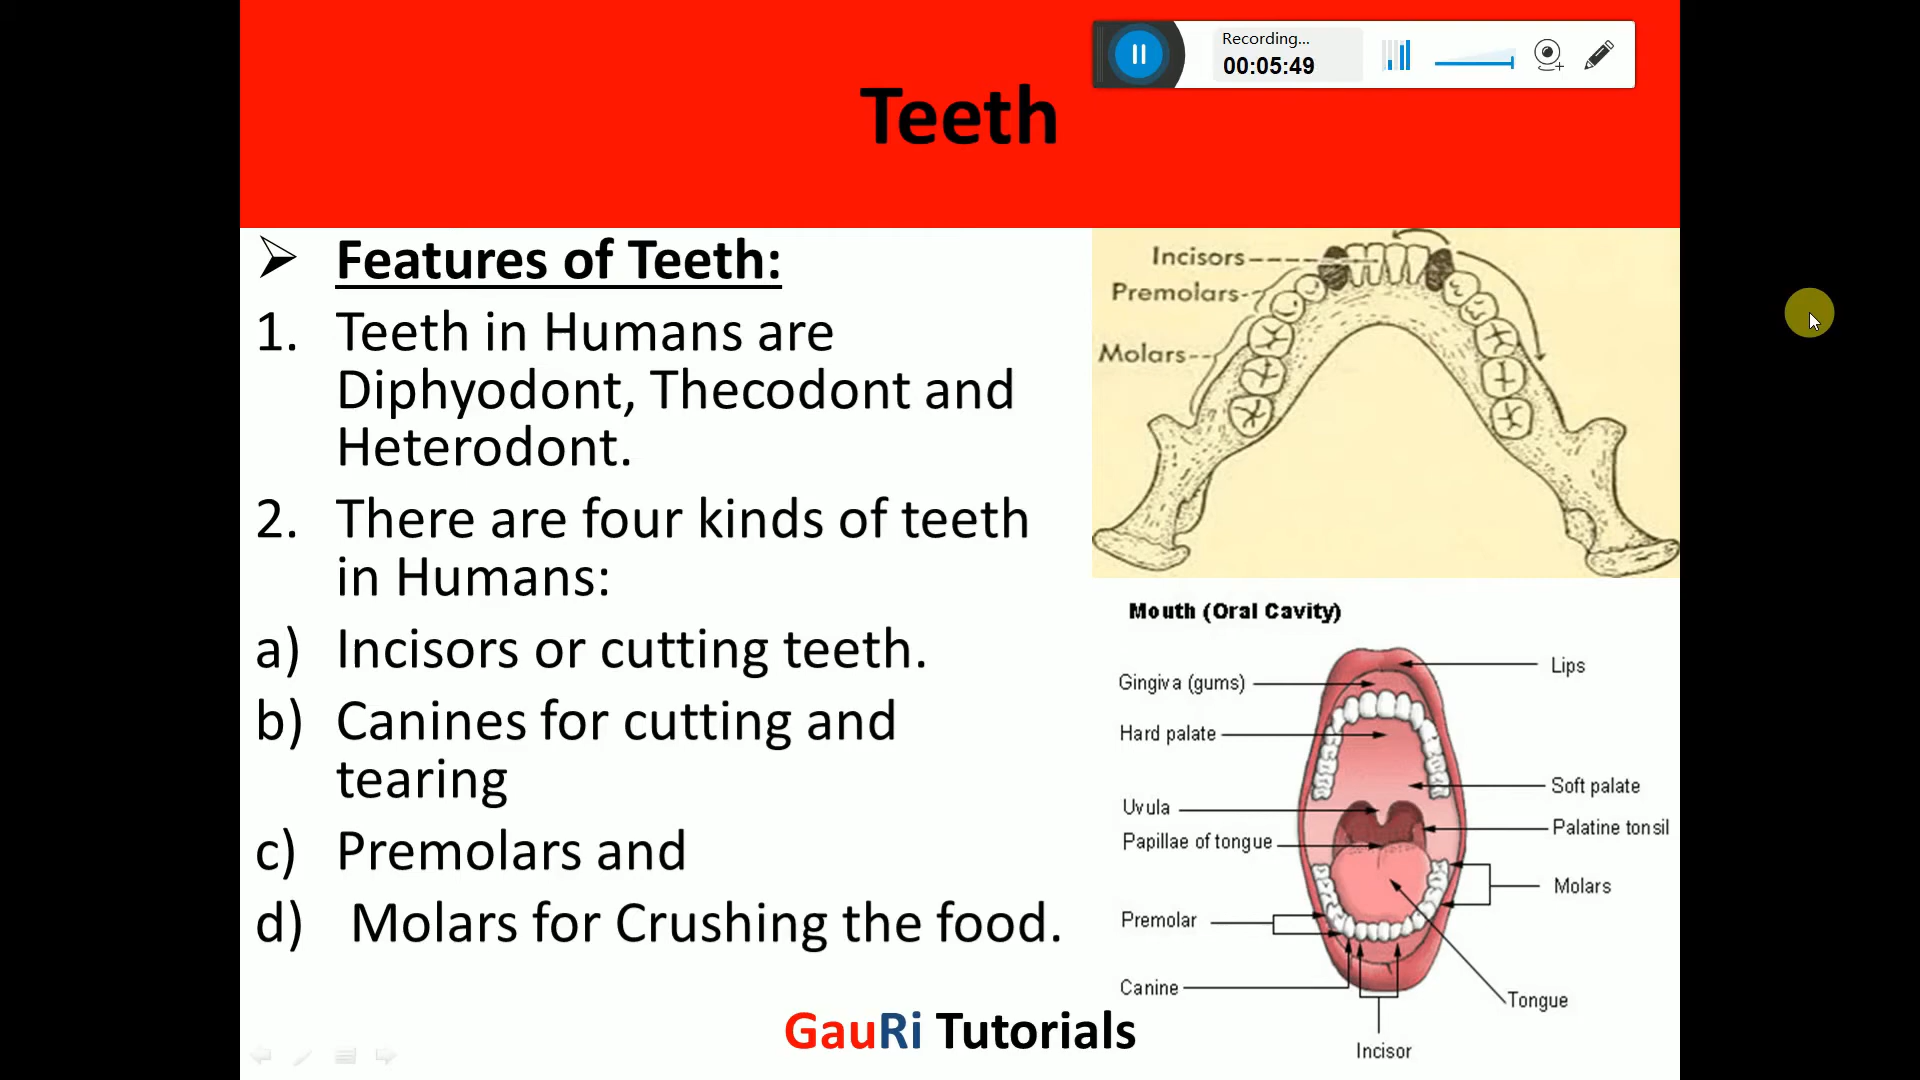 Recording...
00:05:49
Teeth
➢ Features of Teeth:
1. Teeth in Humans are
Diphyodont, Thecodont and
Heterodont.
2. There are four kinds of teeth
in Humans:
a) Incisors or cutting teeth.
b) Canines for cutting and
tearing
c) Premolars and
d) Molars for Crushing the food.
Incisors
Premolars
Molars
Mouth (Oral Cavity)
Lips
Gingiva (gums)
Hard palate
Soft palate
Uvula
Palatine tonsil
Papillae of tongue
Molars
Premolar
Canine
Tongue
Incisor
GauRi Tutorials